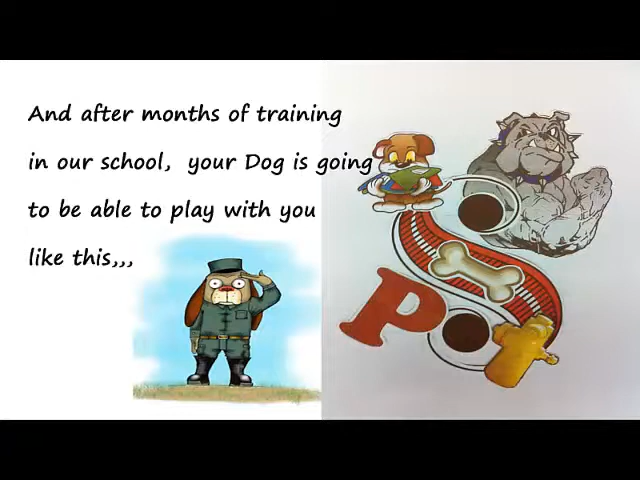 And after months of training
in our school, your Dog is going
to be able to play with you
like this,,,
S
Pot